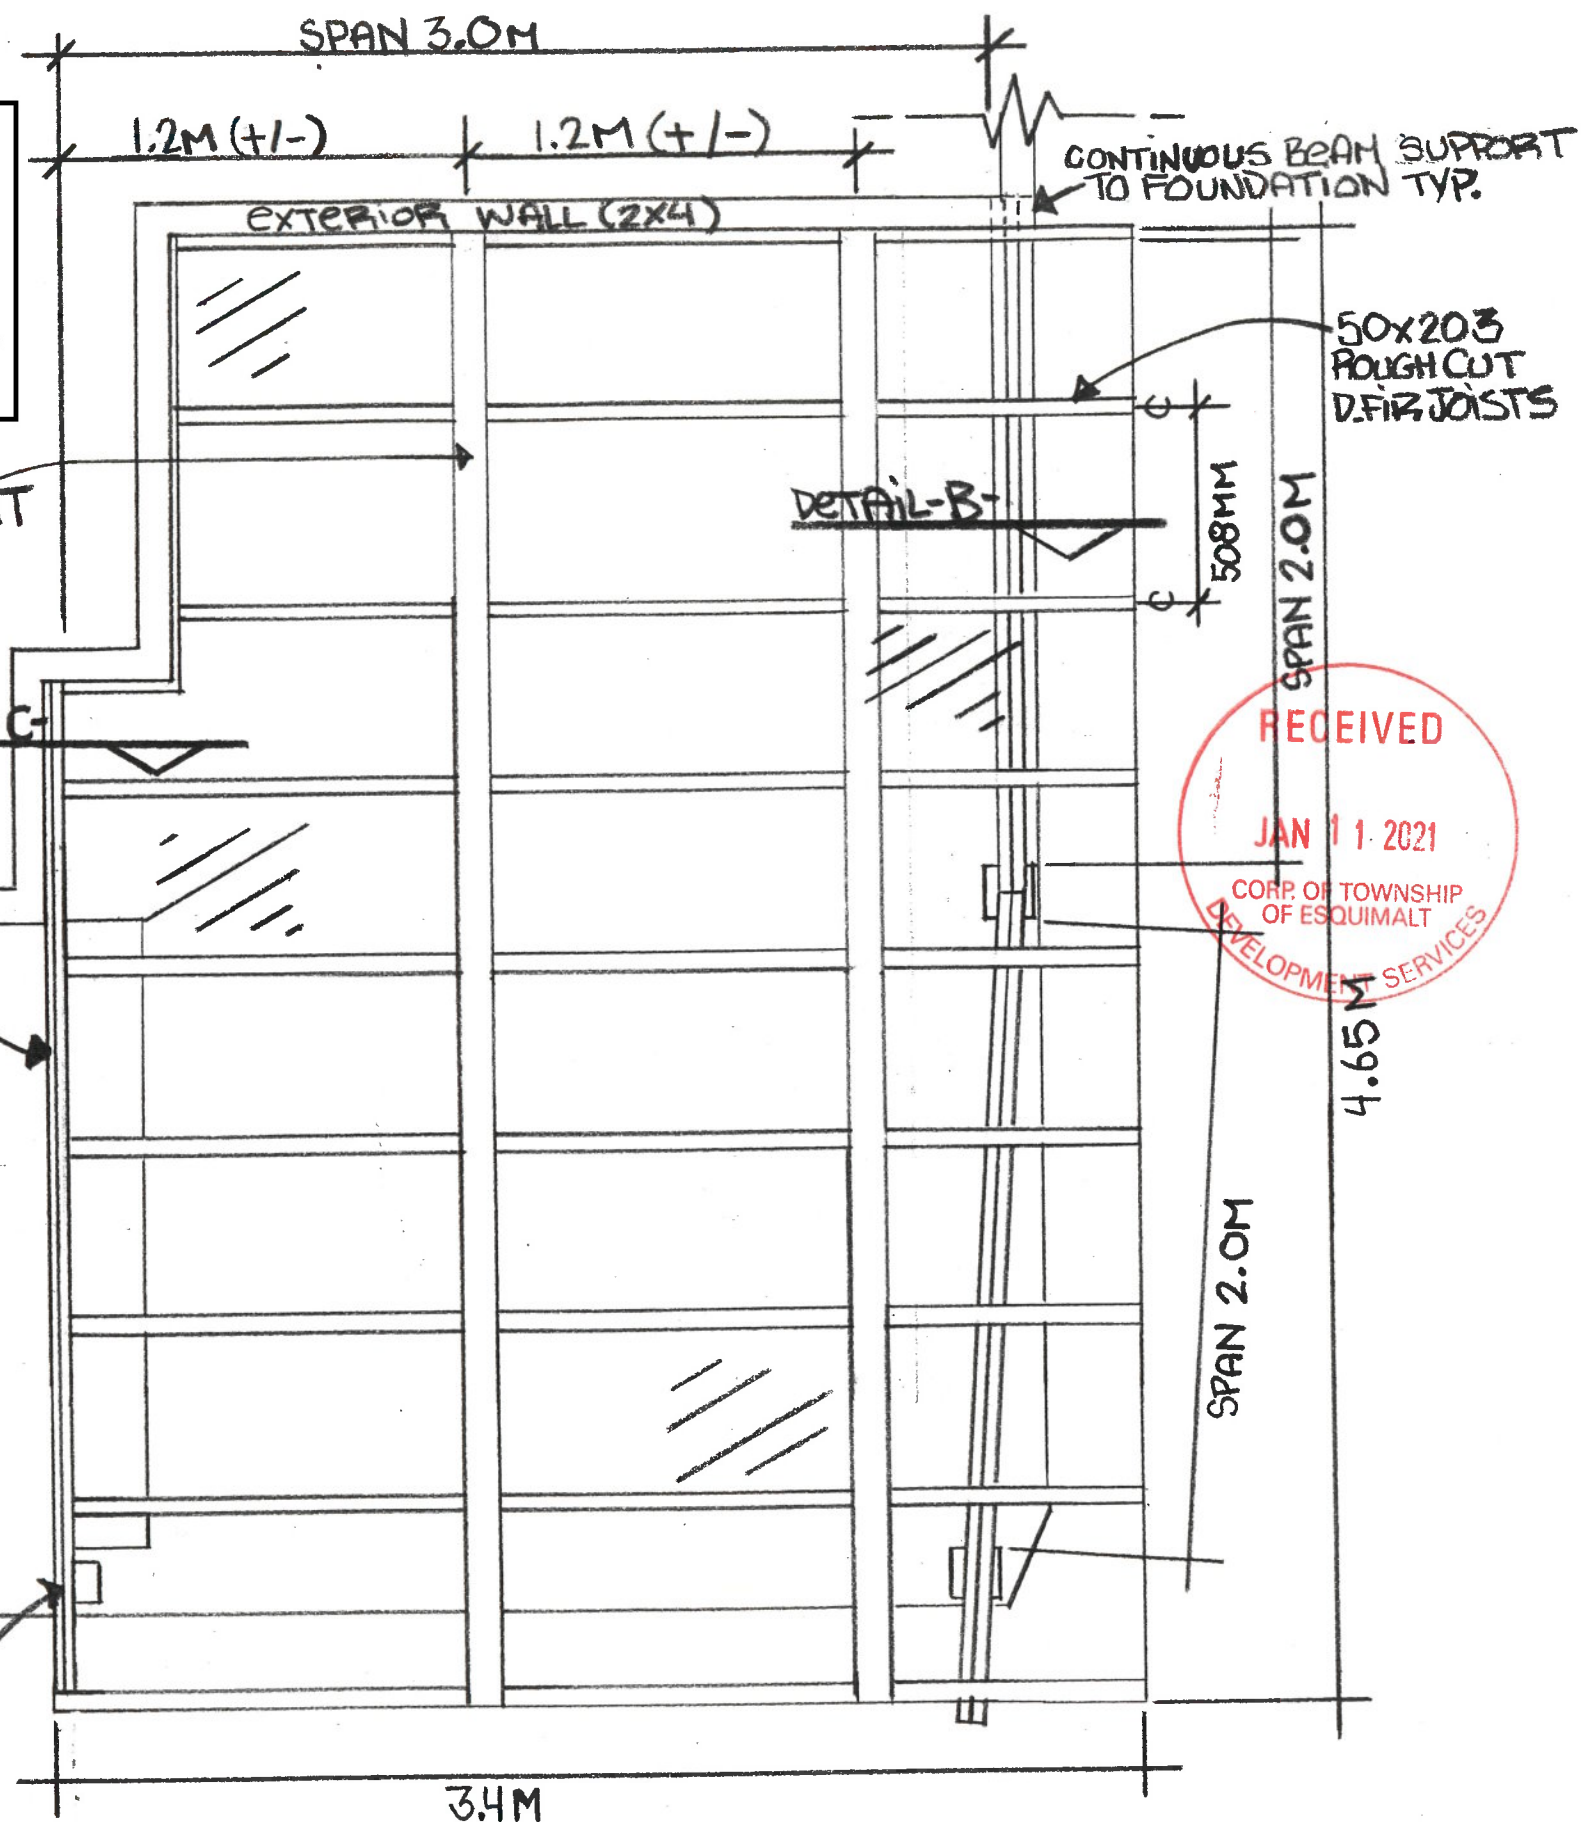 SPAN 3.0M
1.2M (+/-)
1.2M (+/-)
CONTINUOUS BEAM SUPPORT
TO FOUNDATION TYP.
EXTERIOR WALL (2X4)
50X203
ROUGH CUT
D.FIR JOISTS
C
508MM
C
DETAIL-B-
SPAN 2.0M
C-
RECEIVED
JAN 11 2021
CORP. OF TOWNSHIP
OF ESQUIMALT
DEVELOPMENT SERVICES
4.65M
SPAN 2.0M
3.4M